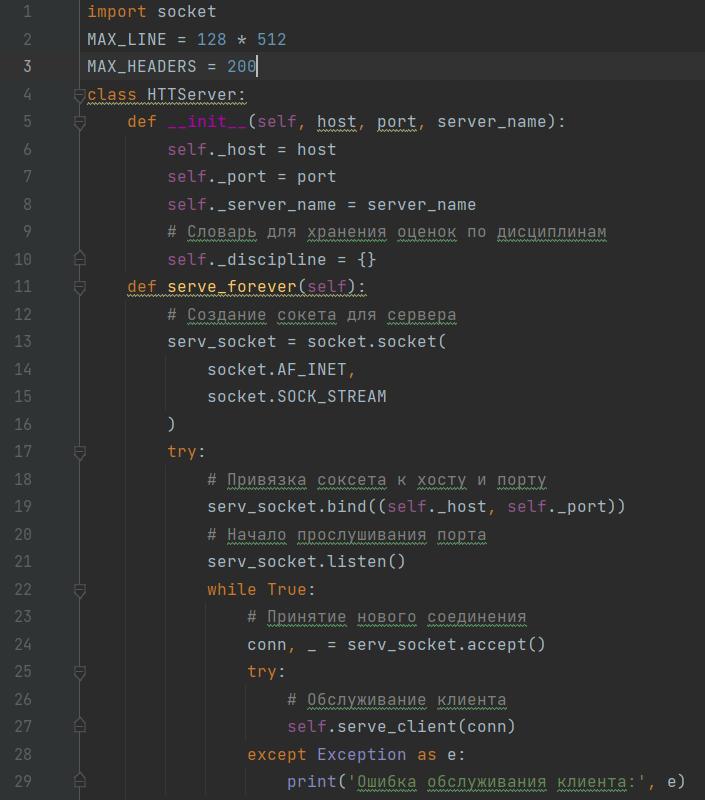 1 import socket
2 MAX_LINE = 128 * 512
3 MAX_HEADERS = 200
4 class HTTServer:
5     def __init__(self, host, port, server_name):
6         self._host = host
7         self._port = port
8         self._server_name = server_name
9         # Словарь для хранения оценок по дисциплинам
10         self._discipline = {}
11     def serve_forever(self):
12         # Создание сокета для сервера
13         serv_socket = socket.socket(
14             socket.AF_INET,
15             socket.SOCK_STREAM
16         )
17         try:
18             # Привязка соксета к хосту и порту
19             serv_socket.bind((self._host, self._port))
20             # Начало прослушивания порта
21             serv_socket.listen()
22             while True:
23                 # Принятие нового соединения
24                 conn, _ = serv_socket.accept()
25                 try:
26                     # Обслуживание клиента
27                     self.serve_client(conn)
28                 except Exception as e:
29                     print('Ошибка обслуживания клиента:', e)